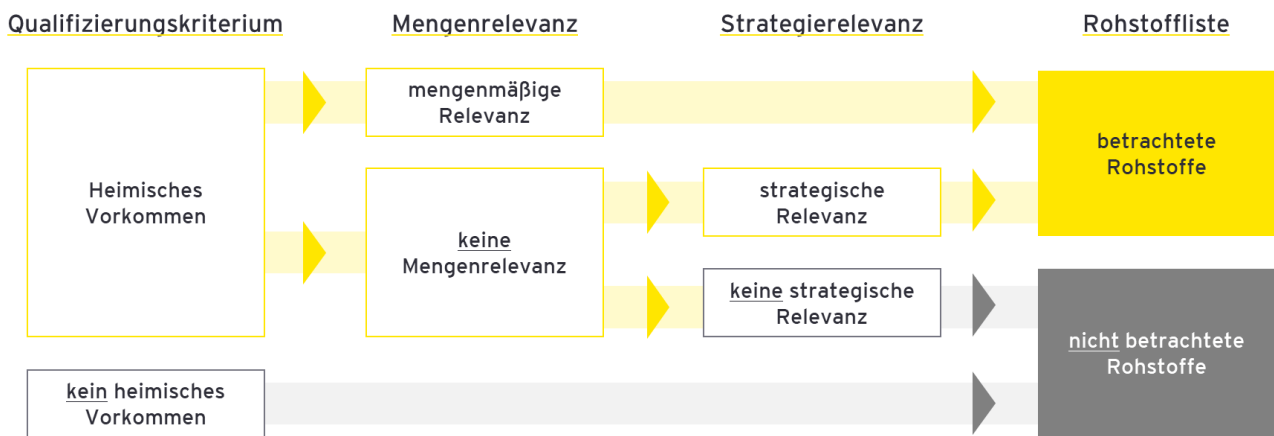 Qualifizierungskriterium
Mengenrelevanz
Strategierelevanz
Rohstoffliste
Heimisches
Vorkommen
mengenmäßige
Relevanz
betrachtete
Rohstoffe
keine
Mengenrelevanz
strategische
Relevanz
keine strategische
Relevanz
nicht betrachtete
Rohstoffe
kein heimisches
Vorkommen